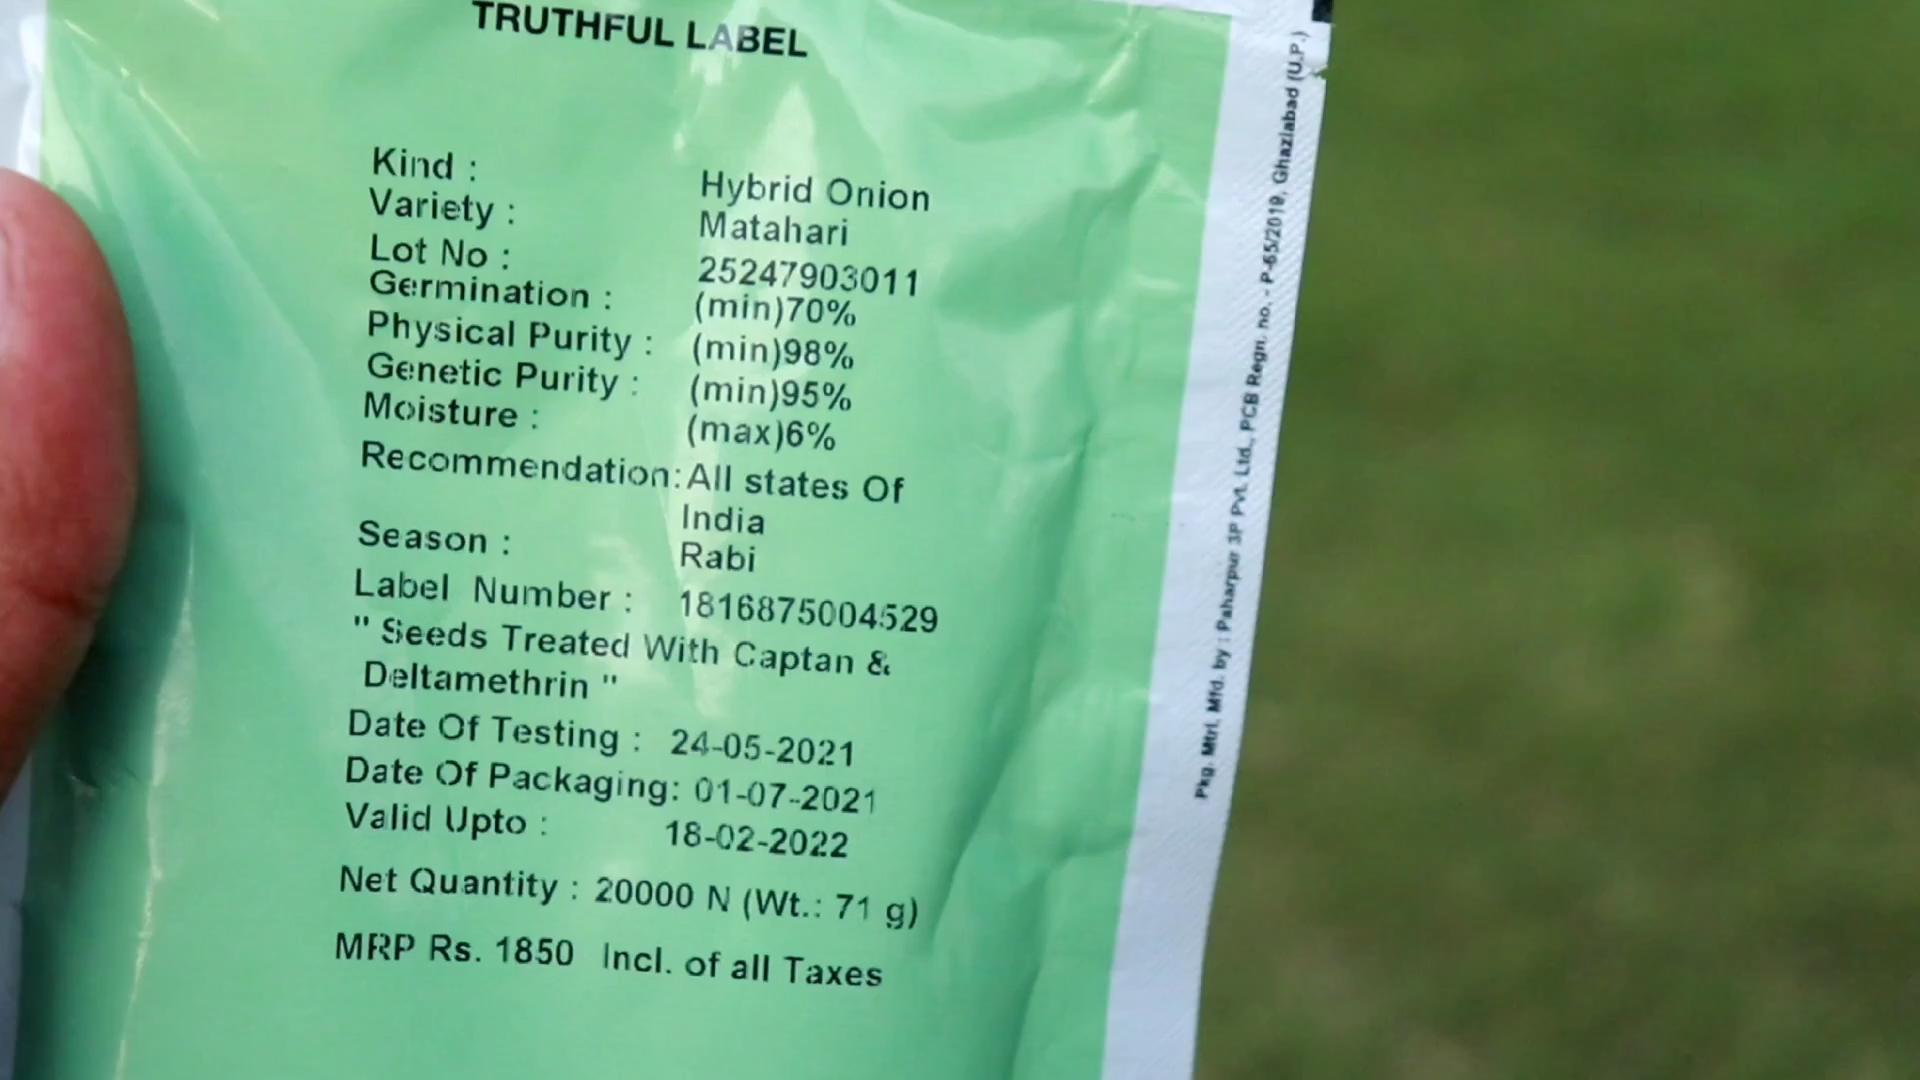 TRUTHFUL LABEL
Kind : Hybrid Onion
Variety : Matahari
Lot No : 25247903011
Germination : (min)70%
Physical Purity : (min)98%
Genetic Purity : (min)95%
Moisture : (max)6%
Recommendation: All states Of
India
Season : Rabi
Label Number : 1816875004529
" Seeds Treated With Captan &
Deltamethrin "
Date Of Testing : 24-05-2021
Date Of Packaging: 01-07-2021
Valid Upto : 18-02-2022
Net Quantity : 20000 N (Wt.: 71 g)
MRP Rs. 1850 Incl. of all Taxes
Pkg. Mtrl. Mfd. by : Paharpur 3P Pvt. Ltd., PCB Regn. no. - P-65/2019, Ghaziabad (U.P.)